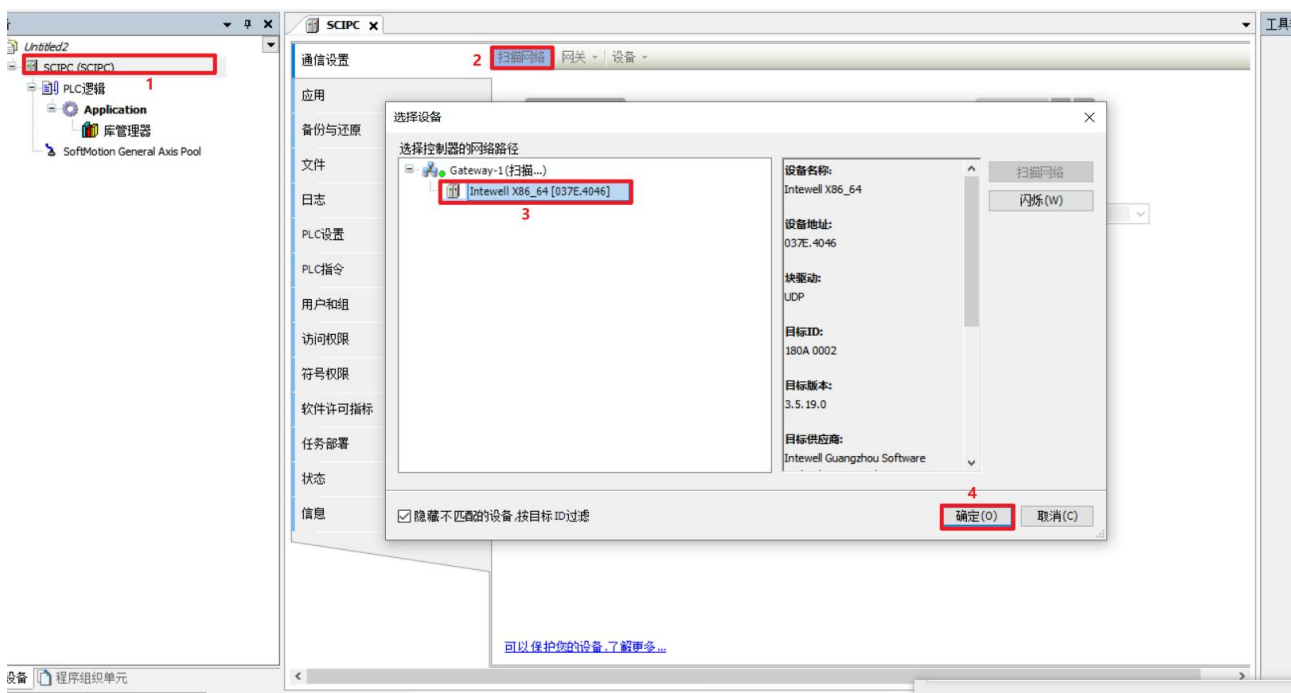 SCIPC
工具
Untitled2
SCIPC (SCIPC)
1
PLC逻辑
Application
库管理器
SoftMotion General Axis Pool
通信设置
2
扫描网络
网关
设备
应用
备份与还原
文件
日志
PLC设置
PLC指令
用户和组
访问权限
符号权限
软件许可指标
任务部署
状态
信息
选择设备
选择控制器的网络路径
Gateway-1(扫描...)
Intewell X86_64 [037E.4046]
3
设备名称:
Intewell X86_64
设备地址:
037E.4046
块驱动:
UDP
目标ID:
180A 0002
目标版本:
3.5.19.0
目标供应商:
Intewell Guangzhou Software
扫描网络
闪烁(W)
隐藏不匹配的设备,按目标ID过滤
4
确定(O)
取消(C)
可以保护您的设备.了解更多...
设备
程序组织单元